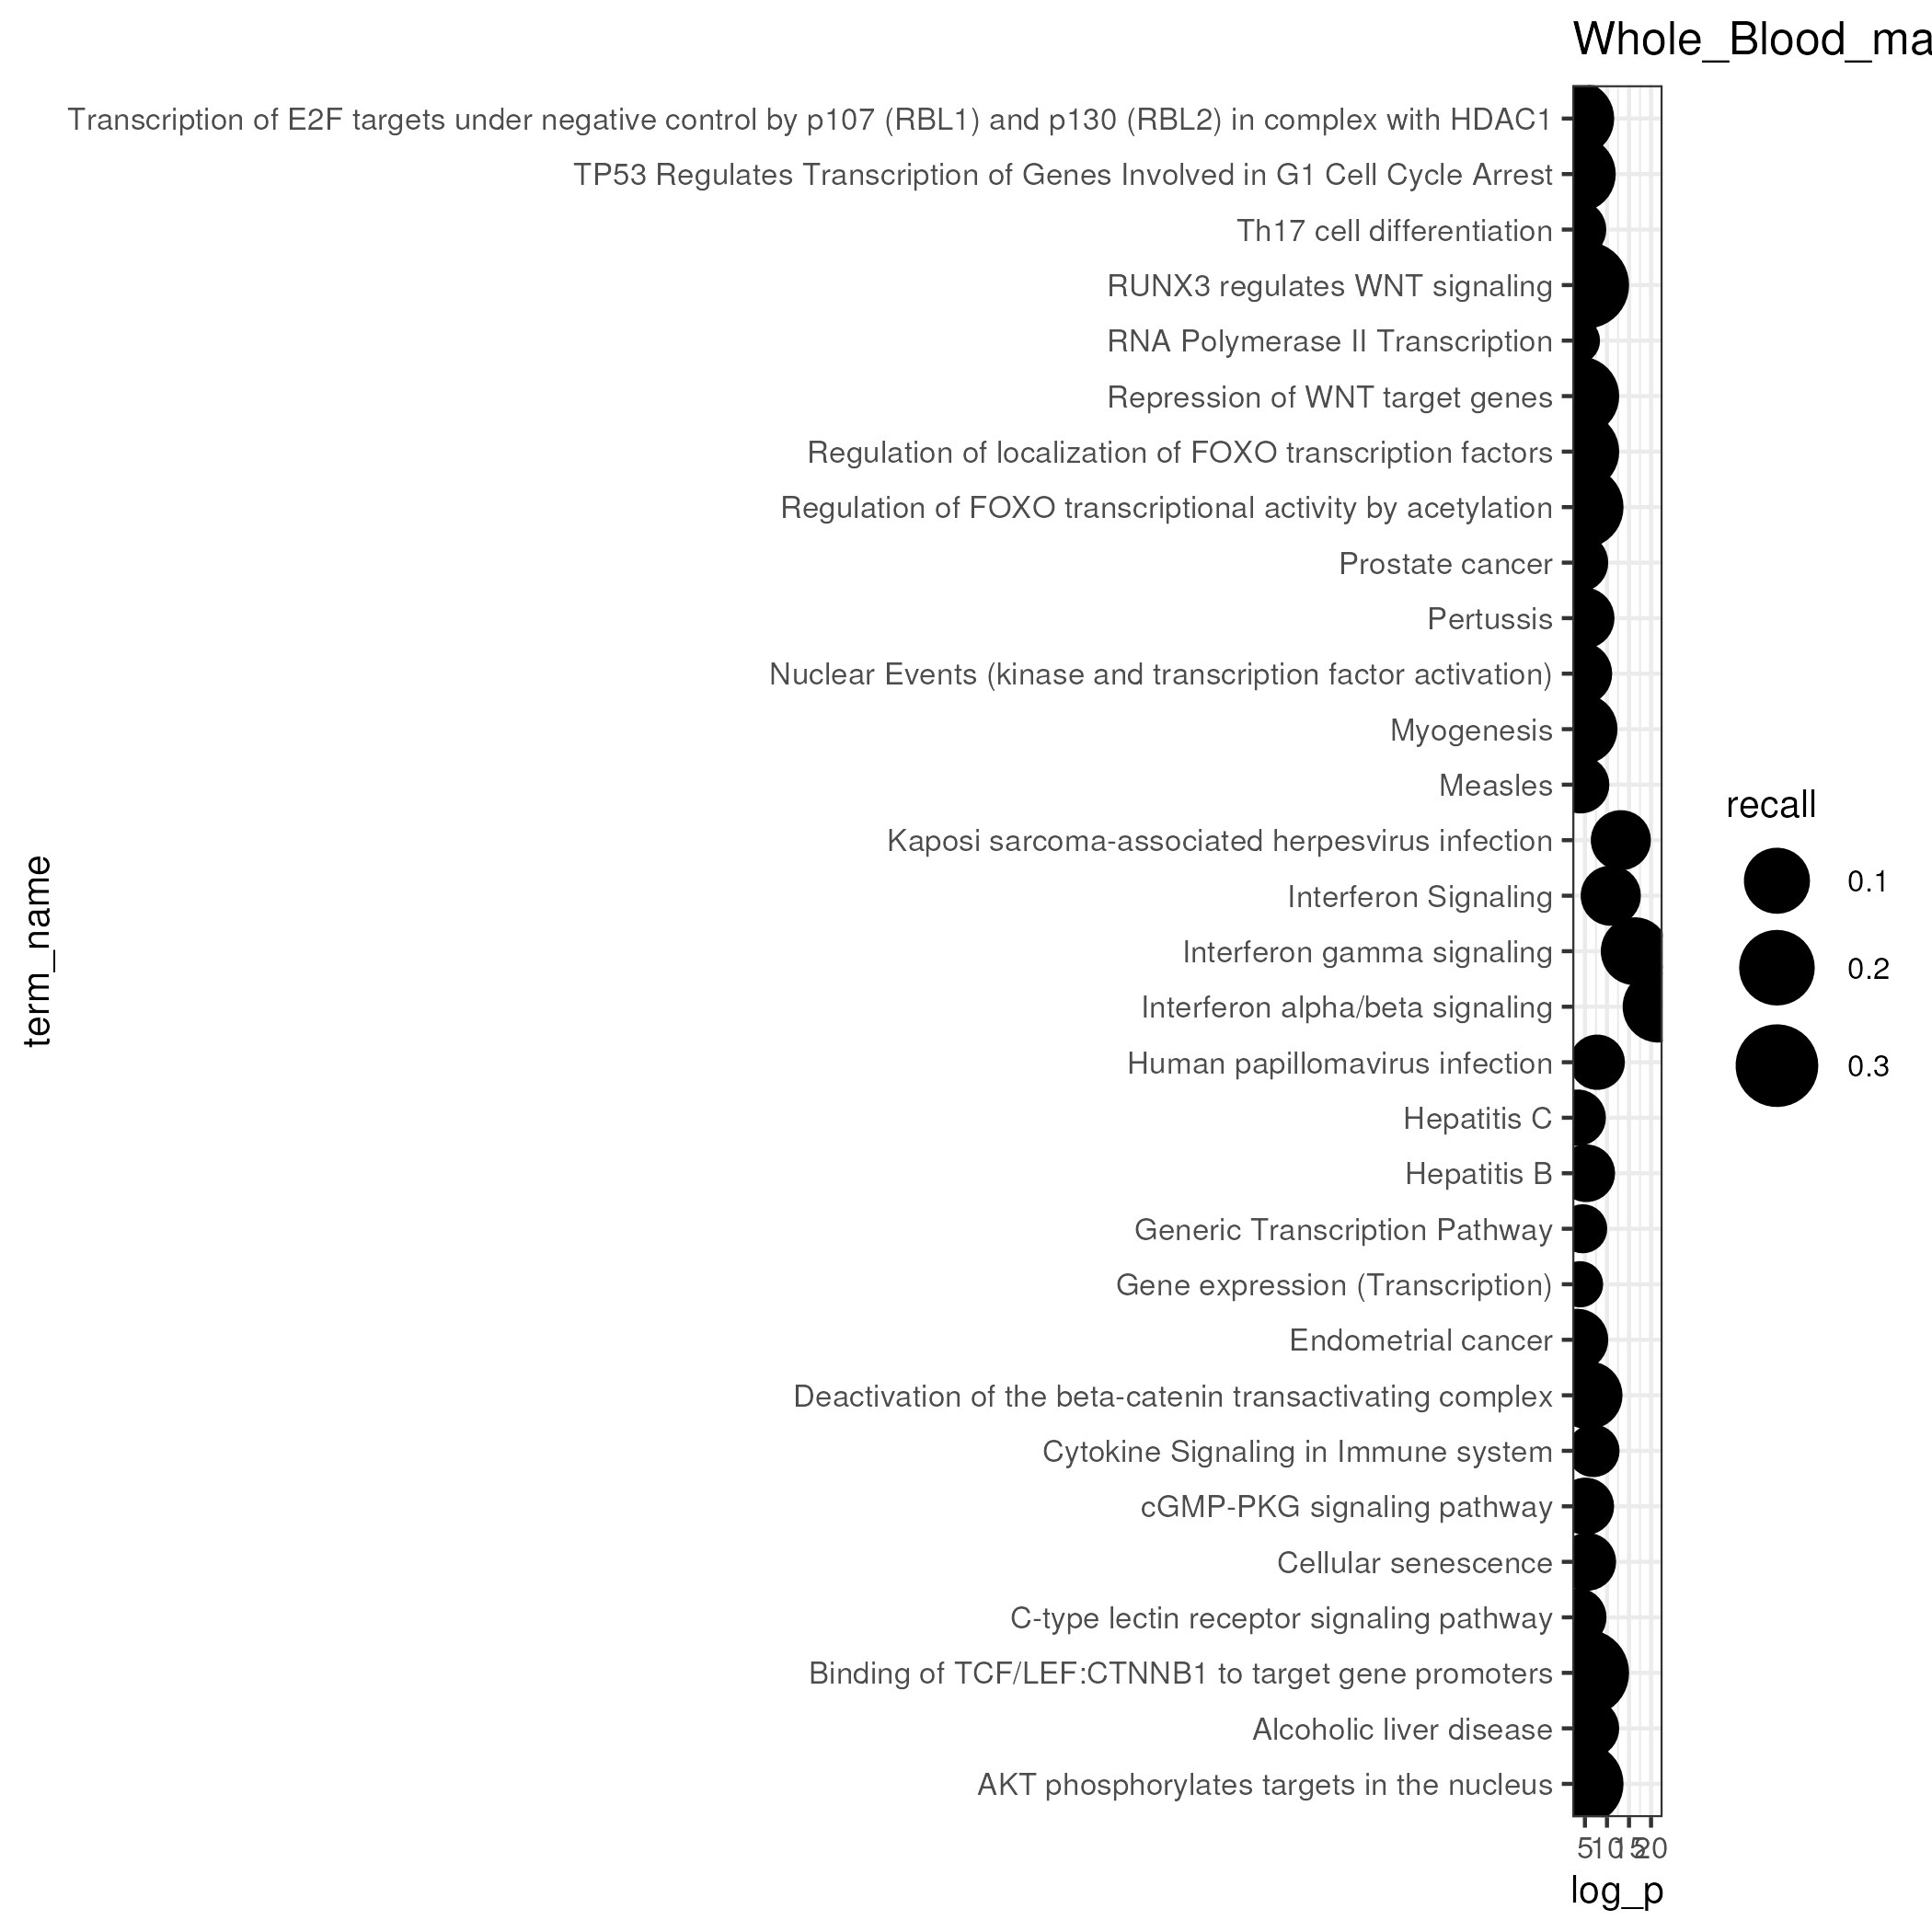 Whole_Blood_ma
Transcription of E2F targets under negative control by p107 (RBL1) and p130 (RBL2) in complex with HDAC1
TP53 Regulates Transcription of Genes Involved in G1 Cell Cycle Arrest
Th17 cell differentiation
RUNX3 regulates WNT signaling
RNA Polymerase II Transcription
Repression of WNT target genes
Regulation of localization of FOXO transcription factors
Regulation of FOXO transcriptional activity by acetylation
Prostate cancer
Pertussis
Nuclear Events (kinase and transcription factor activation)
Myogenesis
Measles
Kaposi sarcoma-associated herpesvirus infection
Interferon Signaling
Interferon gamma signaling
Interferon alpha/beta signaling
Human papillomavirus infection
Hepatitis C
Hepatitis B
Generic Transcription Pathway
Gene expression (Transcription)
Endometrial cancer
Deactivation of the beta-catenin transactivating complex
Cytokine Signaling in Immune system
cGMP-PKG signaling pathway
Cellular senescence
C-type lectin receptor signaling pathway
Binding of TCF/LEF:CTNNB1 to target gene promoters
Alcoholic liver disease
AKT phosphorylates targets in the nucleus
term_name
5 10 15 20
log_p
recall
0.1
0.2
0.3